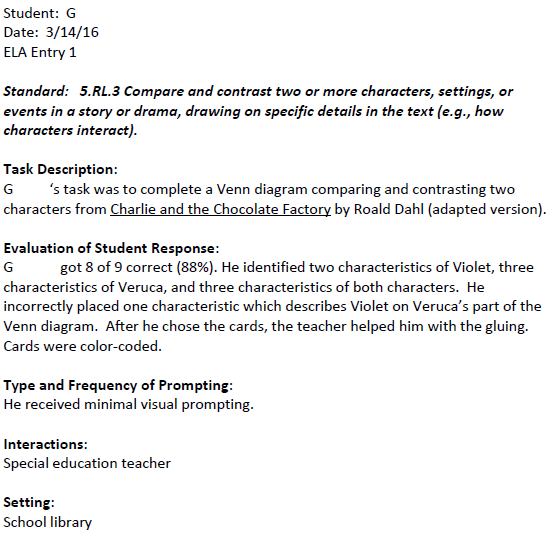 Student:  G
Date:  3/14/16
ELA Entry 1
Standard:   5.RL.3 Compare and contrast two or more characters, settings, or
events in a story or drama, drawing on specific details in the text (e.g., how
characters interact).
Task Description:
G ‘s task was to complete a Venn diagram comparing and contrasting two
characters from Charlie and the Chocolate Factory by Roald Dahl (adapted version).
Evaluation of Student Response:
G got 8 of 9 correct (88%). He identified two characteristics of Violet, three
characteristics of Veruca, and three characteristics of both characters.  He
incorrectly placed one characteristic which describes Violet on Veruca’s part of the
Venn diagram.  After he chose the cards, the teacher helped him with the gluing.
Cards were color-coded.
Type and Frequency of Prompting:
He received minimal visual prompting.
Interactions:
Special education teacher
Setting:
School library